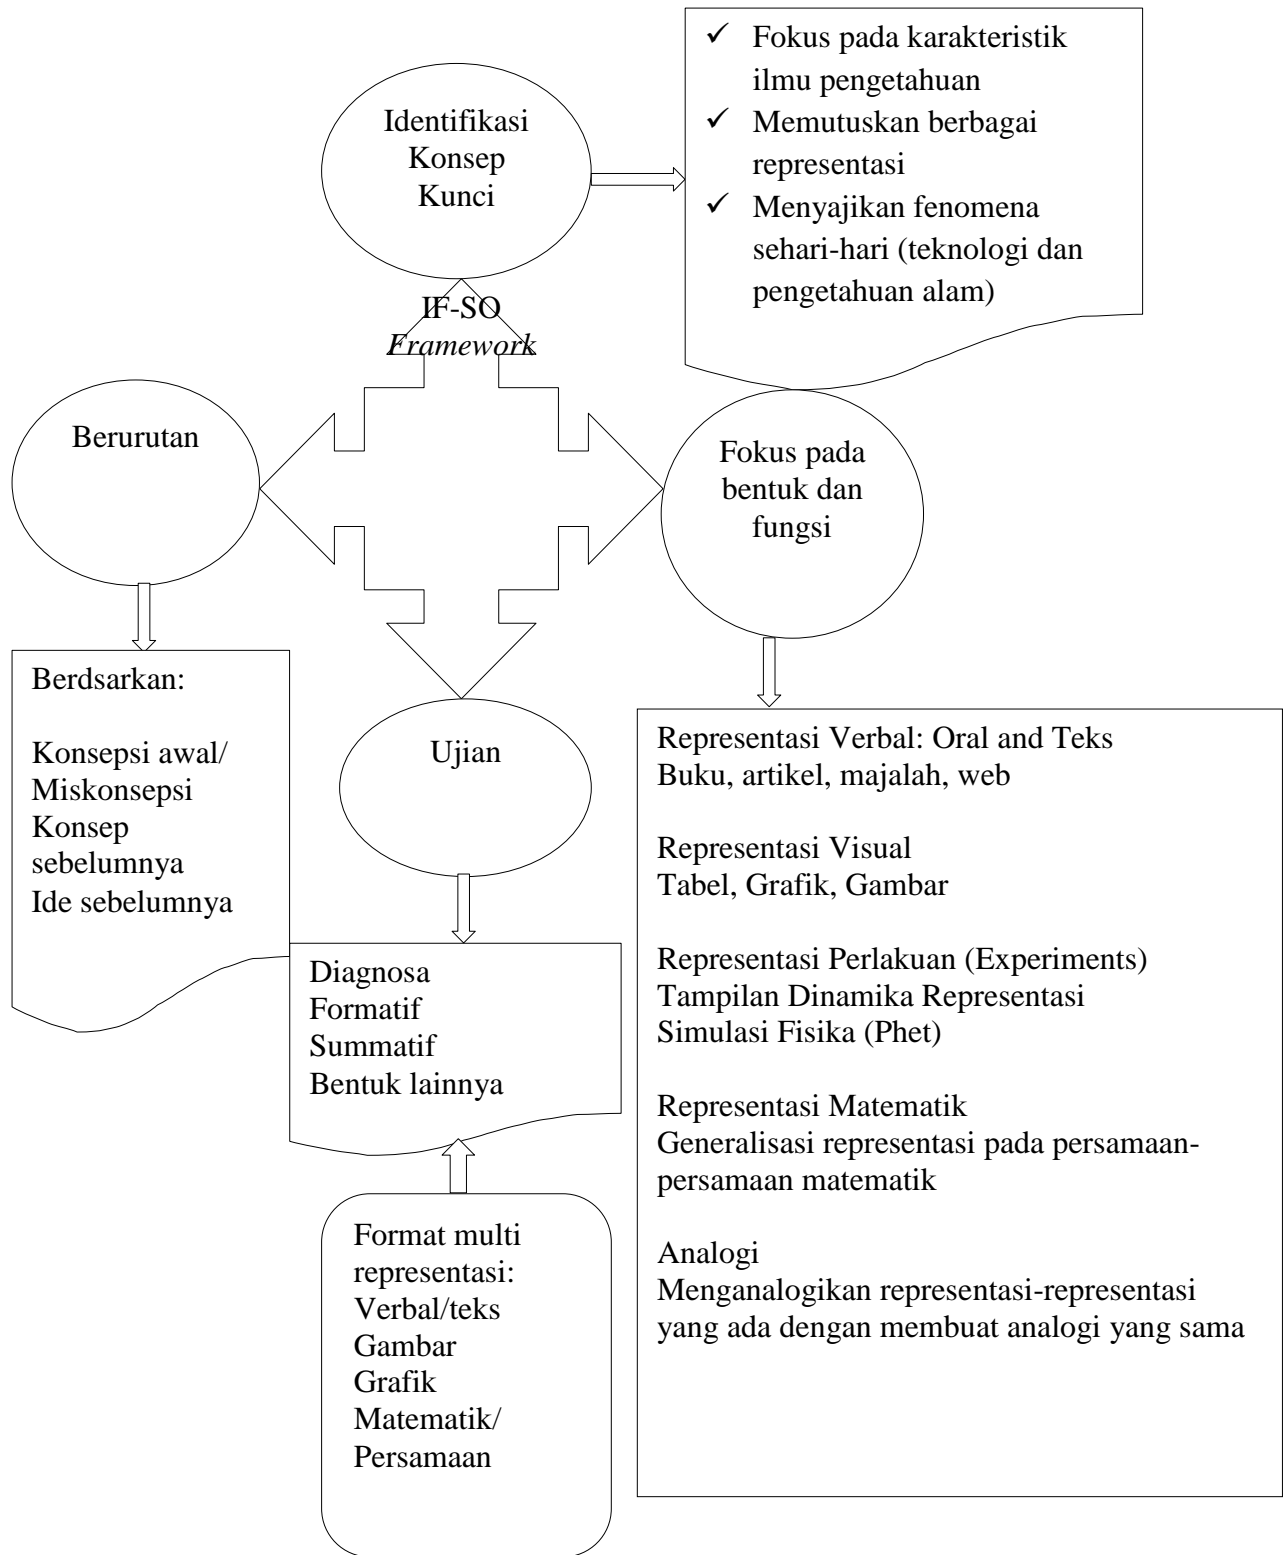 Identifikasi
Konsep
Kunci
✓ Fokus pada karakteristik
ilmu pengetahuan
✓ Memutuskan berbagai
representasi
✓ Menyajikan fenomena
sehari-hari (teknologi dan
pengetahuan alam)
IF-SO
Framework
Berurutan
Fokus pada
bentuk dan
fungsi
Berdsarkan:
Konsepsi awal/
Miskonsepsi
Konsep
sebelumnya
Ide sebelumnya
Ujian
Diagnosa
Formatif
Summatif
Bentuk lainnya
Format multi
representasi:
Verbal/teks
Gambar
Grafik
Matematik/
Persamaan
Representasi Verbal: Oral and Teks
Buku, artikel, majalah, web
Representasi Visual
Tabel, Grafik, Gambar
Representasi Perlakuan (Experiments)
Tampilan Dinamika Representasi
Simulasi Fisika (Phet)
Representasi Matematik
Generalisasi representasi pada persamaan-
persamaan matematik
Analogi
Menganalogikan representasi-representasi
yang ada dengan membuat analogi yang sama